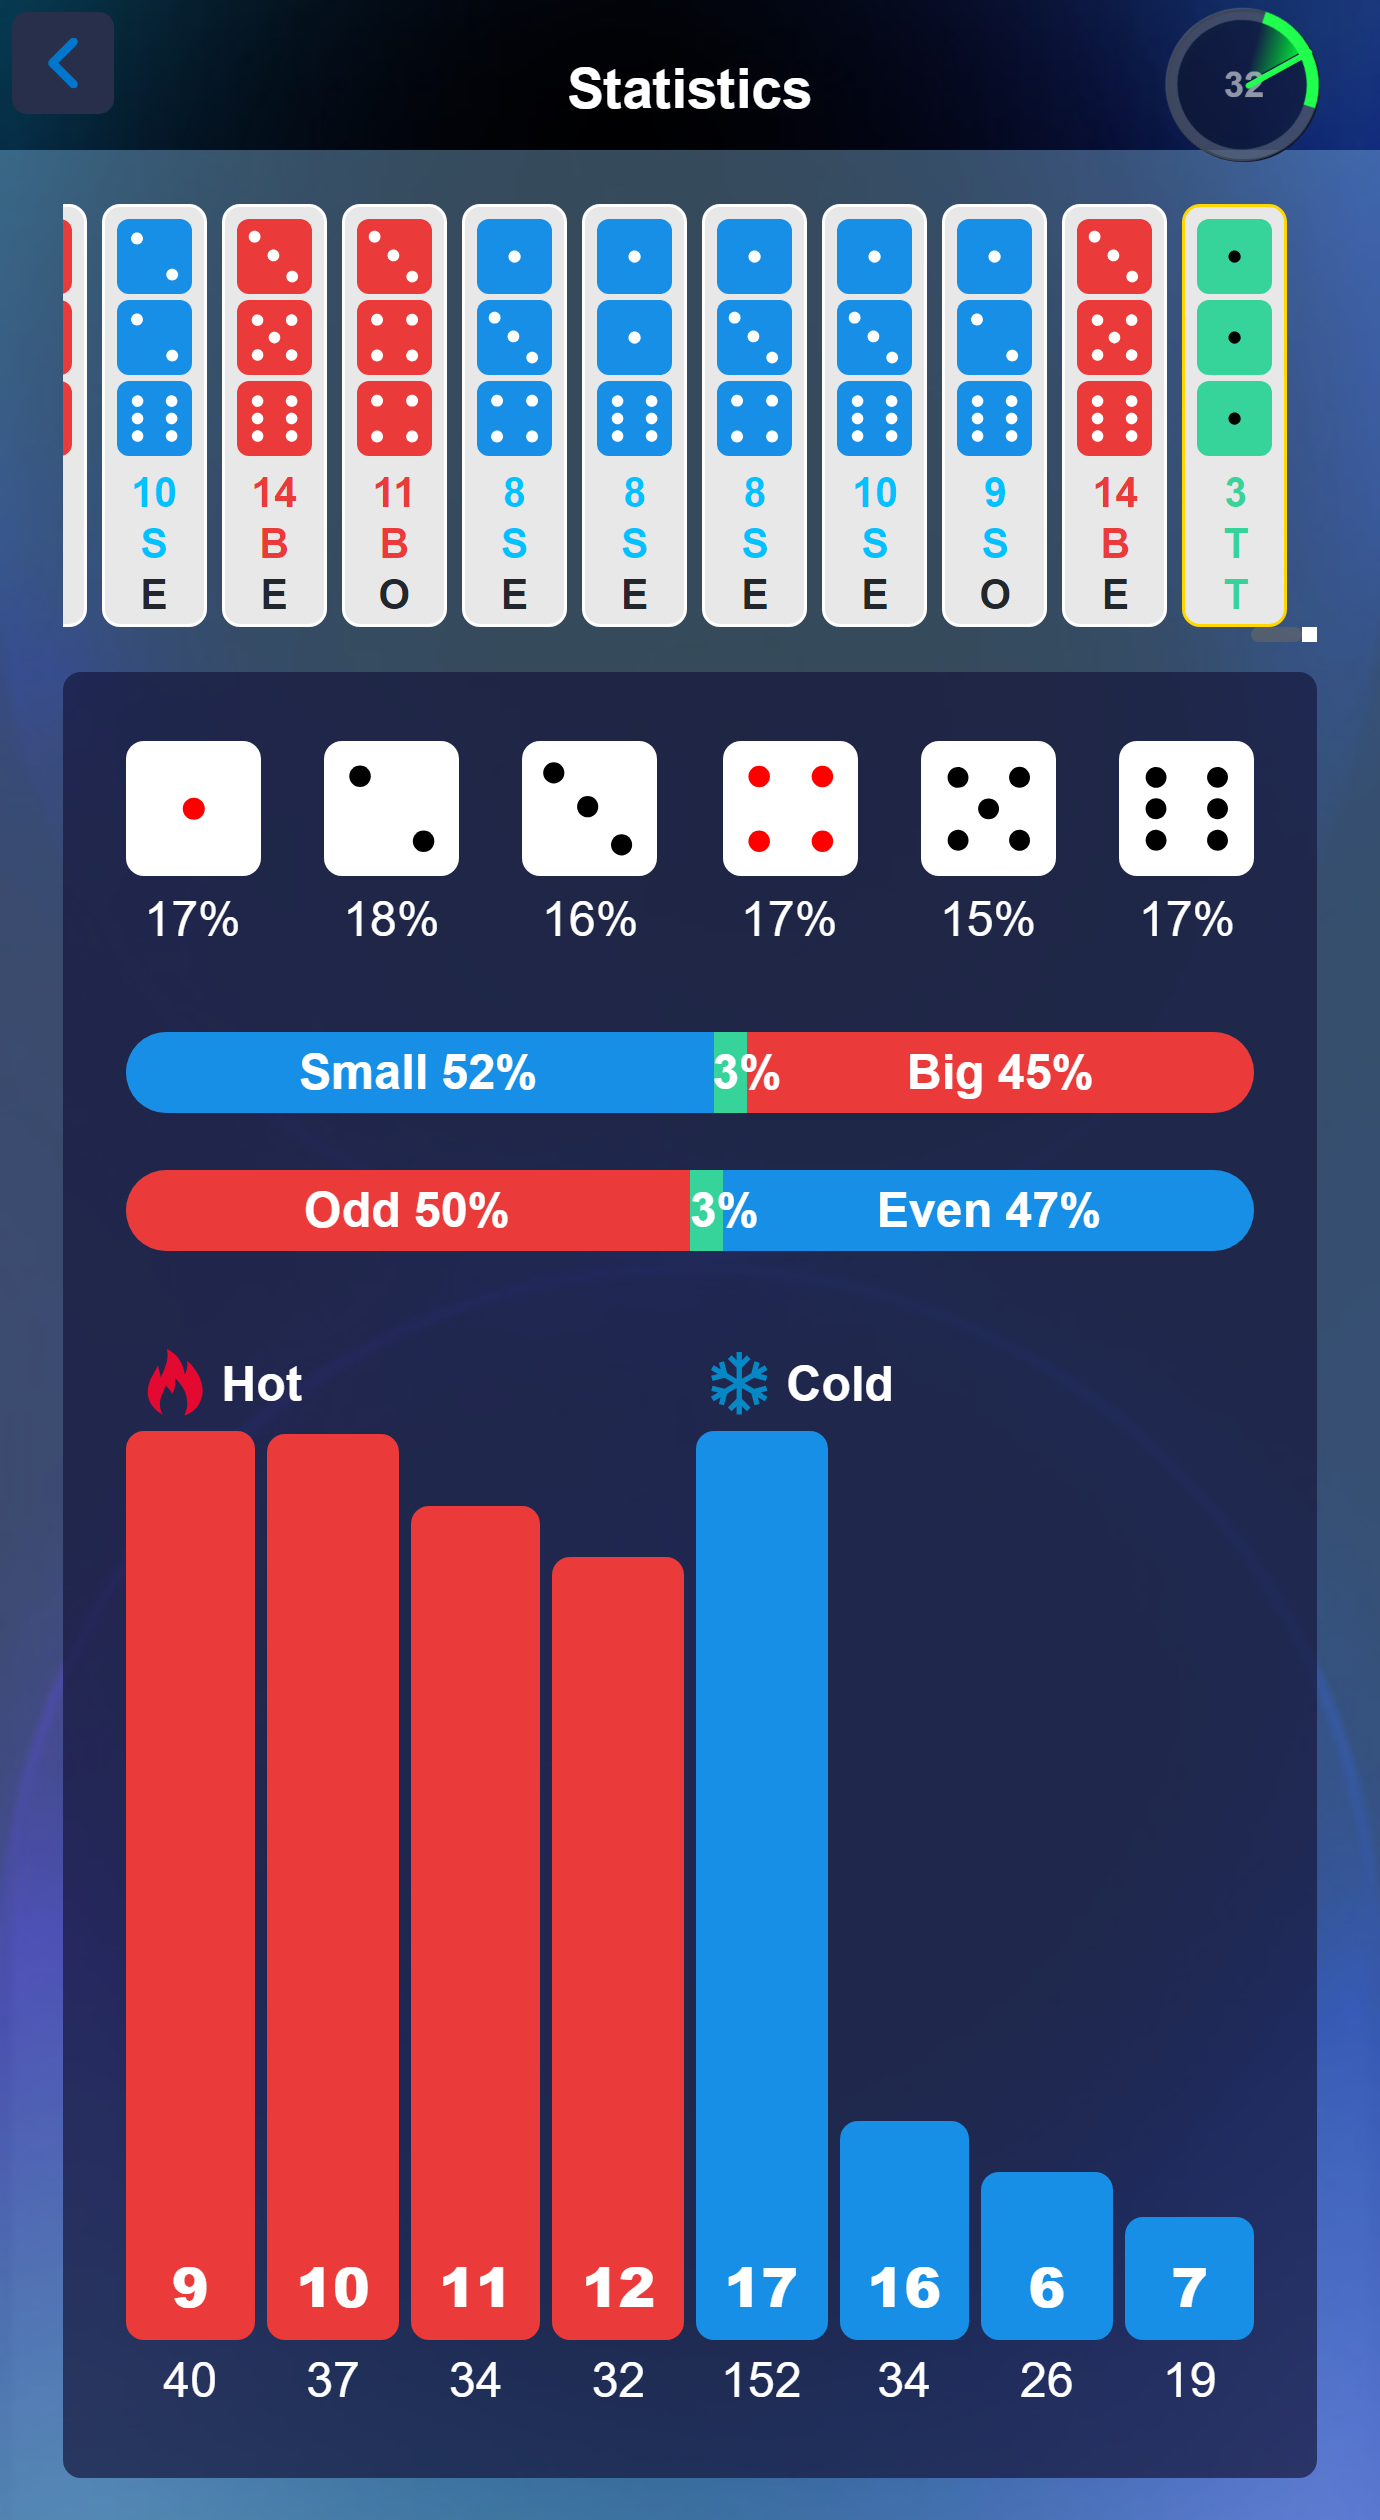 Statistics
32
10 14 11 8 8 8 10 9 14 3
S B B S S S S S B T
E E O E E E E O E T
17% 18% 16% 17% 15% 17%
Small 52% 3% Big 45%
Odd 50% 3% Even 47%
Hot Cold
9 10 11 12 17 16 6 7
40 37 34 32 152 34 26 19